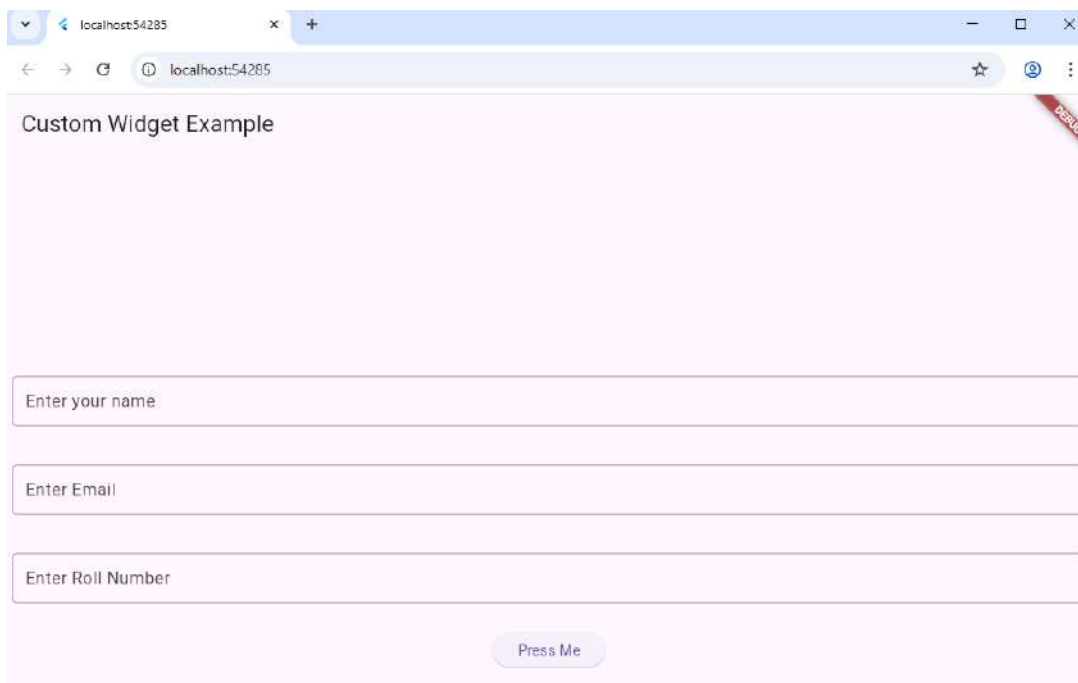 localhost:54285
localhost:54285
Custom Widget Example
DEBUG
Enter your name
Enter Email
Enter Roll Number
Press Me